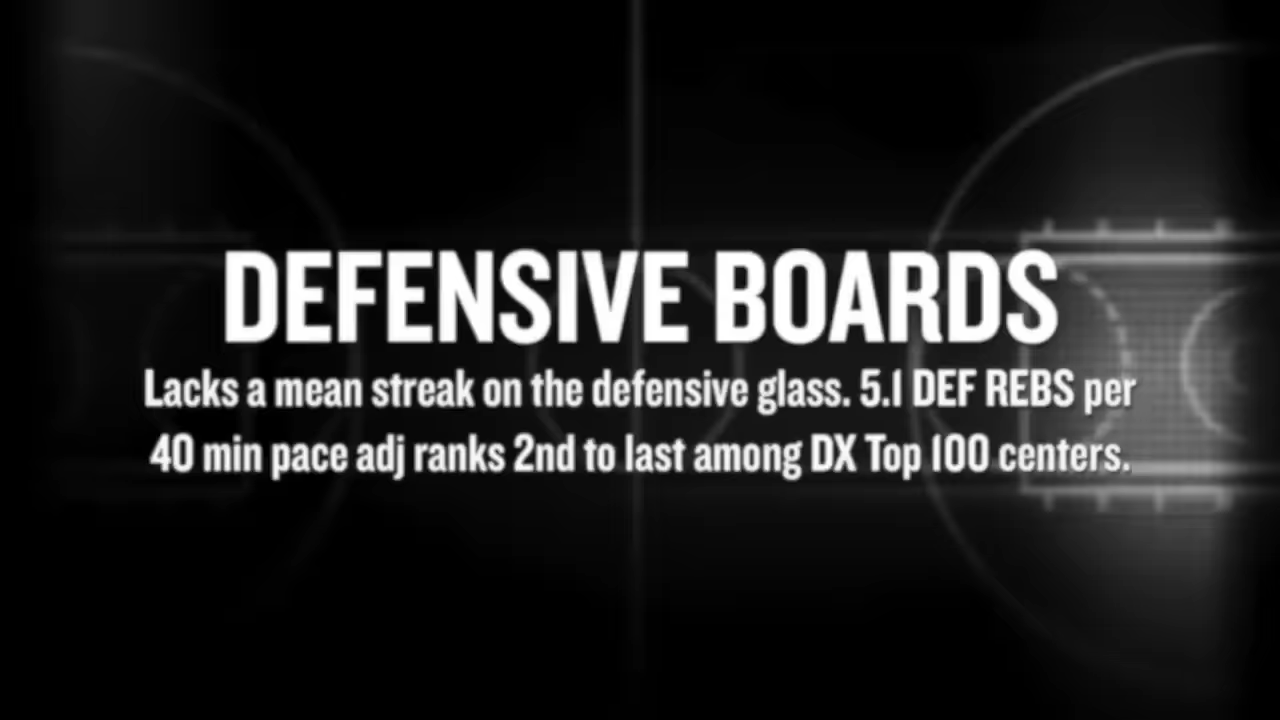 DEFENSIVE BOARDS
Lacks a mean streak on the defensive glass. 5.1 DEF REBS per
40 min pace adj ranks 2nd to last among DX Top 100 centers.